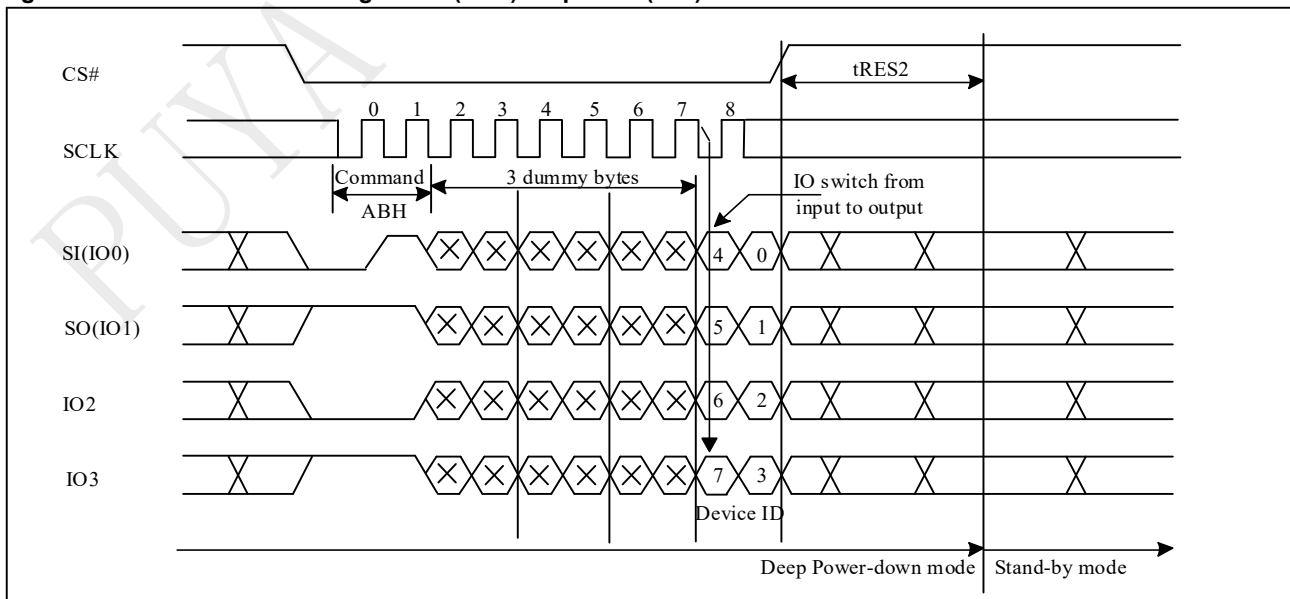 CS#
tRES2
0 1 2 3 4 5 6 7 8
SCLK
Command
3 dummy bytes
IO switch from
input to output
ABH
SI(IO0)
4 0
SO(IO1)
5 1
IO2
6 2
IO3
7 3
Device ID
Deep Power-down mode
Stand-by mode
PUYA